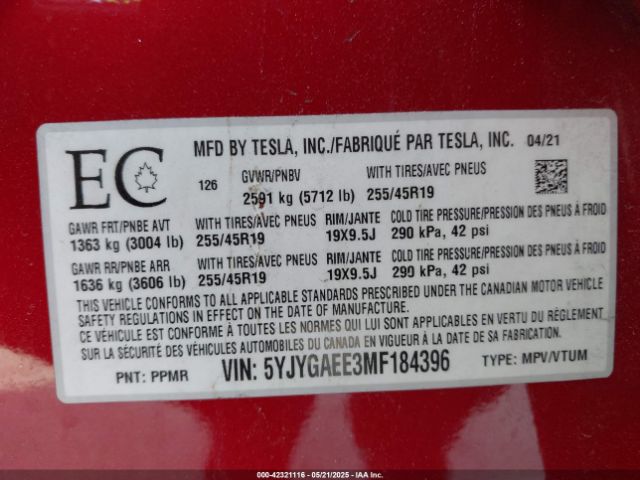 EC
MFD BY TESLA, INC./FABRIQUÉ PAR TESLA, INC. 04/21
126
GVWR/PNBV WITH TIRES/AVEC PNEUS
2591 kg (5712 lb) 255/45R19
GAWR FRT/PNBE AVT WITH TIRES/AVEC PNEUS RIM/JANTE COLD TIRE PRESSURE/PRESSION DES PNEUS À FROID
1363 kg (3004 lb) 255/45R19 19X9.5J 290 kPa, 42 psi
GAWR RR/PNBE ARR WITH TIRES/AVEC PNEUS RIM/JANTE COLD TIRE PRESSURE/PRESSION DES PNEUS À FROID
1636 kg (3606 lb) 255/45R19 19X9.5J 290 kPa, 42 psi
THIS VEHICLE CONFORMS TO ALL APPLICABLE STANDARDS PRESCRIBED UNDER THE CANADIAN MOTOR VEHICLE
SAFETY REGULATIONS IN EFFECT ON THE DATE OF MANUFACTURE.
CE VÉHICULE EST CONFORME À TOUTES LES NORMES QUI LUI SONT APPLICABLES EN VERTU DU RÈGLEMENT
SUR LA SÉCURITÉ DES VÉHICULES AUTOMOBILES DU CANADA EN VIGUEUR À LA DATE DE SA FABRICATION.
PNT: PPMR VIN: 5YJYGAEE3MF184396 TYPE: MPV/VTUM
000-42321116 - 05/21/2025 - IAAI.COM